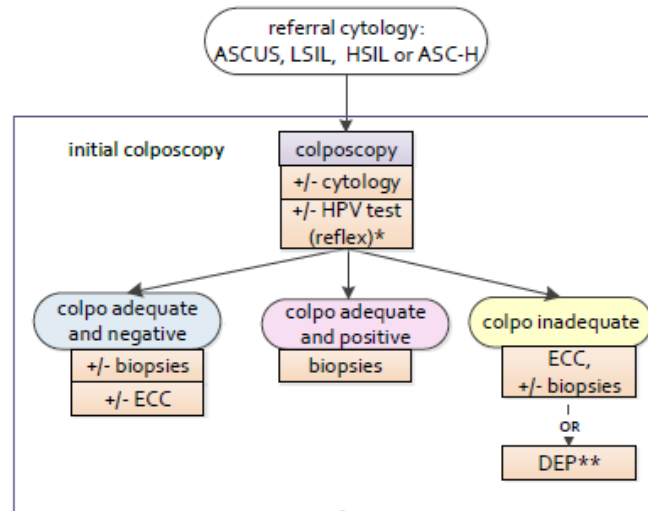 referral cytology:
ASCUS, LSIL, HSIL or ASC-H
initial colposcopy
colposcopy
+/- cytology
+/- HPV test
(reflex)*
colpo adequate
and negative
+/- biopsies
+/- ECC
colpo adequate
and positive
biopsies
colpo inadequate
ECC,
+/- biopsies
OR
DEP**